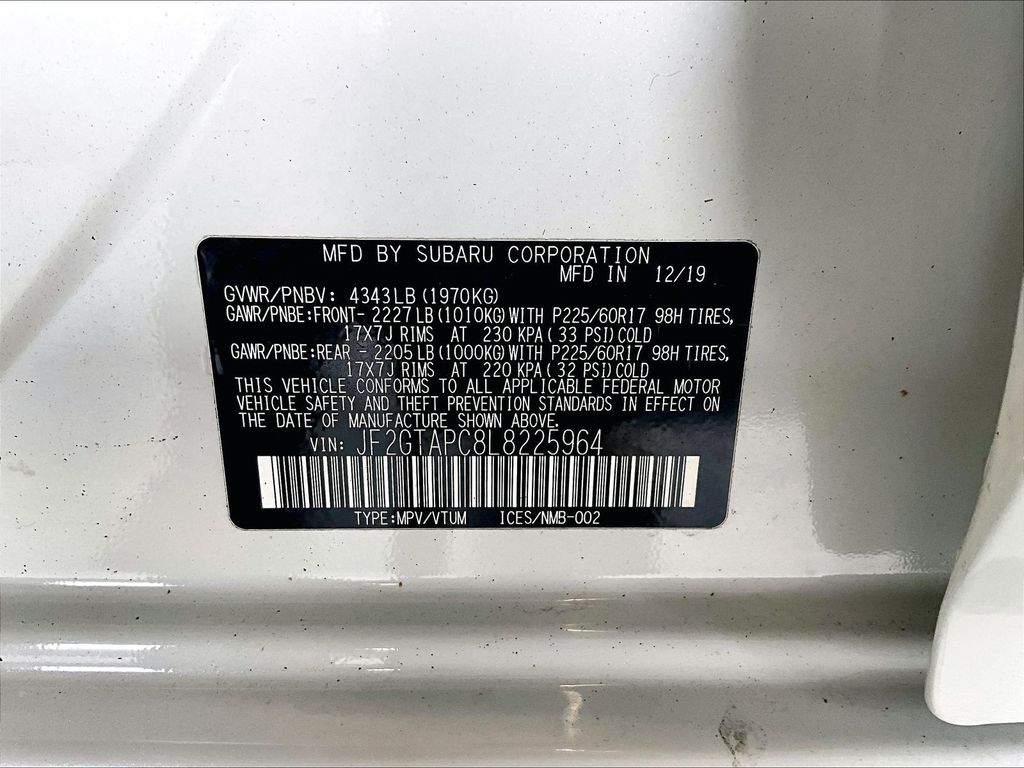 MFD BY SUBARU CORPORATION
MFD IN 12/19
GVWR/PNBV: 4343LB (1970KG)
GAWR/PNBE:FRONT- 2227LB(1010KG)WITH P225/60R17 98H TIRES,
17X7J RIMS AT 230 KPA(33 PSI)COLD
GAWR/PNBE:REAR - 2205LB(1000KG)WITH P225/60R17 98H TIRES,
17X7J RIMS AT 220 KPA(32 PSI)COLD
THIS VEHICLE CONFORMS TO ALL APPLICABLE FEDERAL MOTOR
VEHICLE SAFETY AND THEFT PREVENTION STANDARDS IN EFFECT ON
THE DATE OF MANUFACTURE SHOWN ABOVE.
VIN: JF2GTAPC8L8225964
TYPE:MPV/VTUM ICES/NMB-002